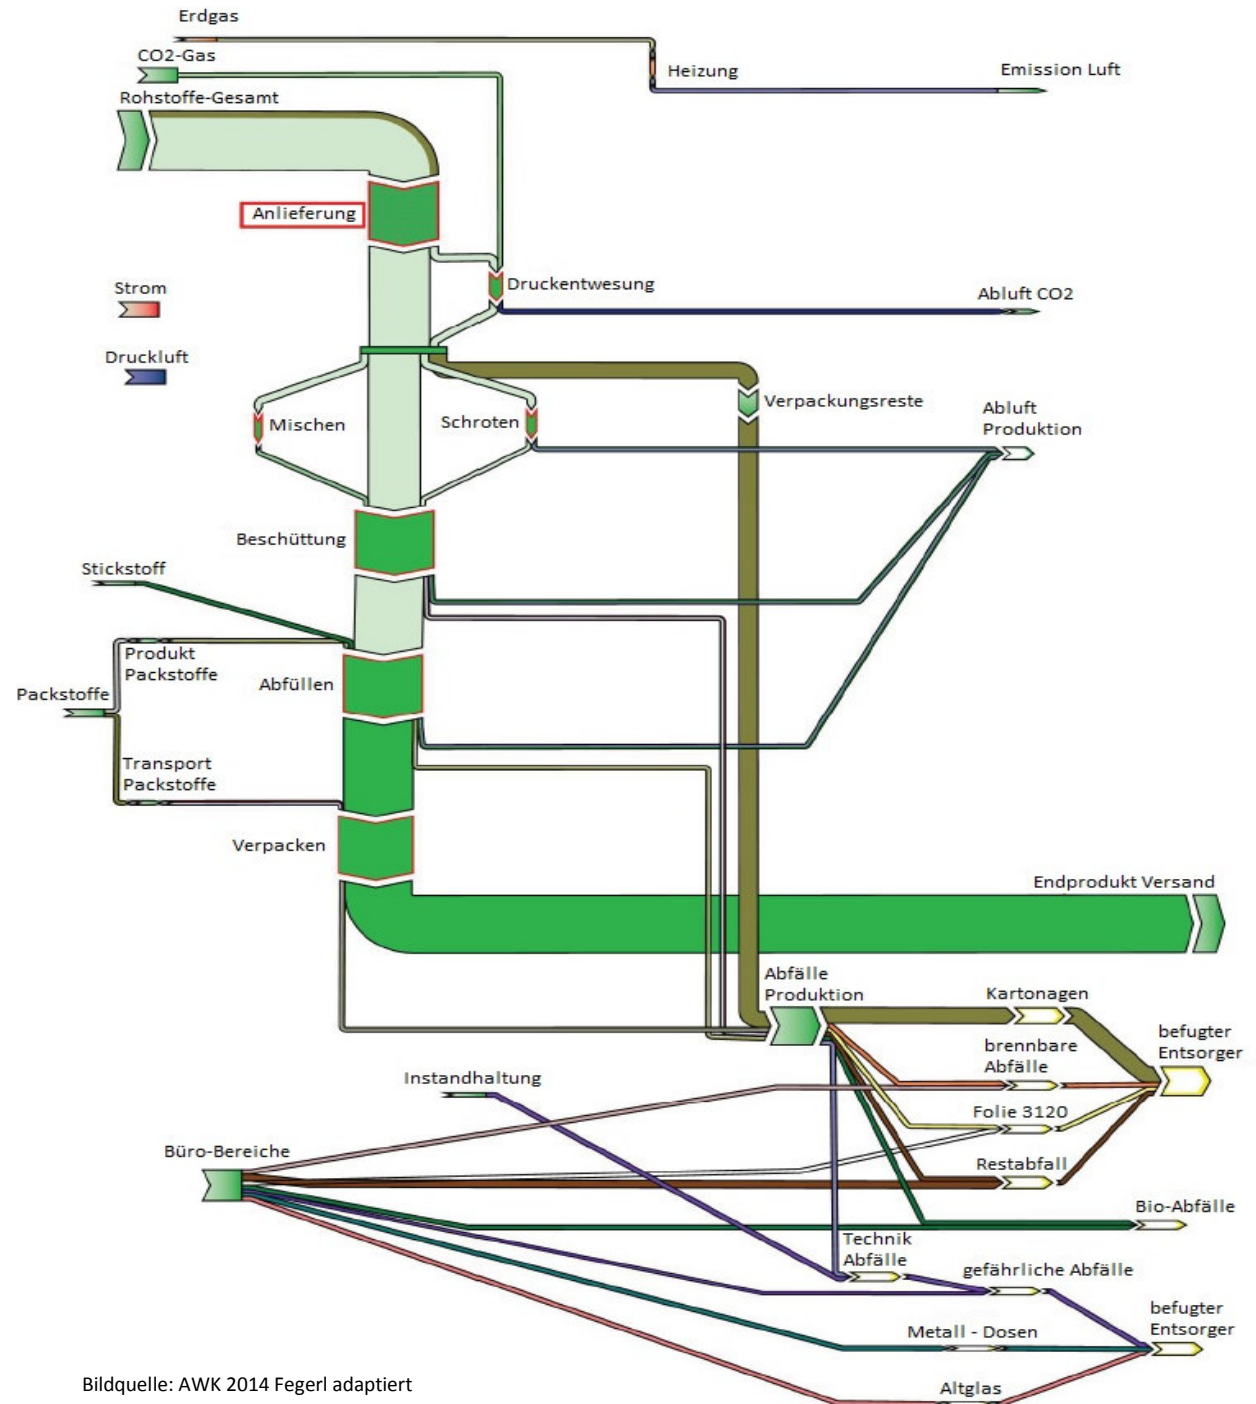 Erdgas
CO2-Gas
Heizung
Emission Luft
Rohstoffe-Gesamt
Anlieferung
Strom
Druckentwesung
Abluft CO2
Druckluft
Mischen
Schroten
Verpackungsreste
Abluft
Produktion
Beschüttung
Stickstoff
Produkt
Packstoffe
Packstoffe
Abfüllen
Transport
Packstoffe
Verpacken
Endprodukt Versand
Abfälle
Produktion
Kartonagen
befugter
Entsorger
brennbare
Abfälle
Instandhaltung
Folie 3120
Büro-Bereiche
Restabfall
Bio-Abfälle
Technik
Abfälle
gefährliche Abfälle
befugter
Entsorger
Metall - Dosen
Altglas
Bildquelle: AWK 2014 Fegerl adaptiert